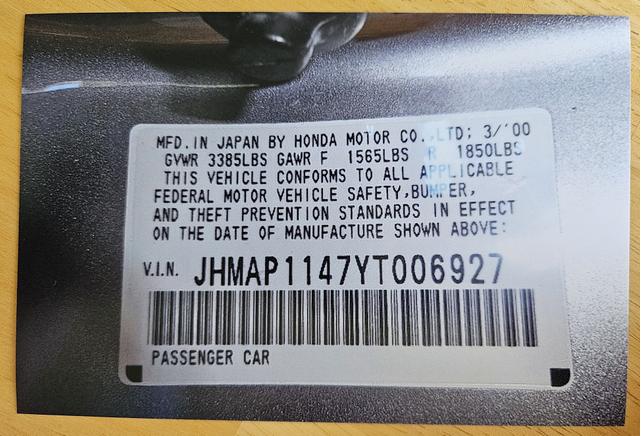 MFD. IN JAPAN BY HONDA MOTOR CO., LTD; 3/'00
GVWR 3385LBS GAWR F 1565LBS R 1850LBS
THIS VEHICLE CONFORMS TO ALL APPLICABLE
FEDERAL MOTOR VEHICLE SAFETY, BUMPER,
AND THEFT PREVENTION STANDARDS IN EFFECT
ON THE DATE OF MANUFACTURE SHOWN ABOVE:
V.I.N. JHMAP1147YT006927
PASSENGER CAR